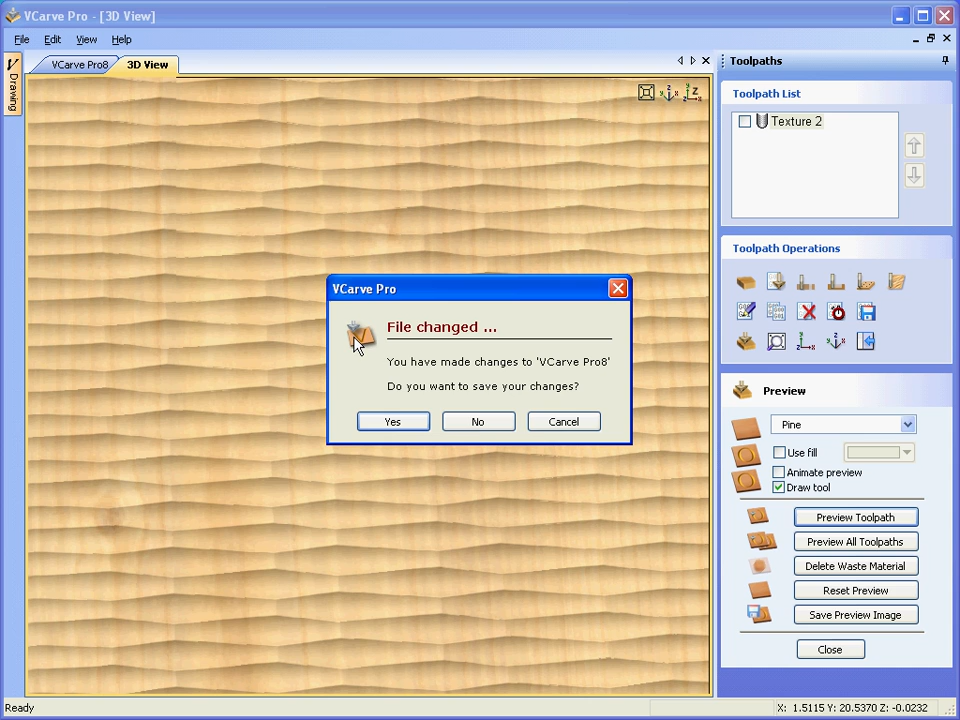 VCarve Pro - [3D View]
File Edit View Help
VCarve Pro8 3D View
Drawing
Toolpaths
Toolpath List
Texture 2
Toolpath Operations
VCarve Pro
File changed ...
You have made changes to 'VCarve Pro8'
Do you want to save your changes?
Yes No Cancel
Preview
Pine
Use fill
Animate preview
Draw tool
Preview Toolpath
Preview All Toolpaths
Delete Waste Material
Reset Preview
Save Preview Image
Close
Ready X: 1.5115 Y: 20.5370 Z: -0.0232